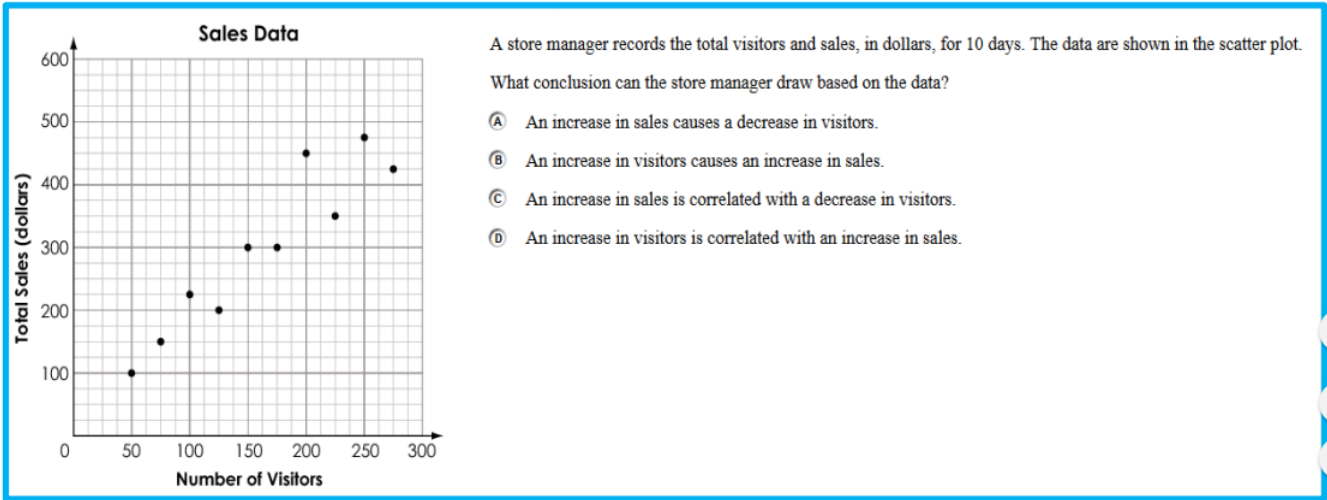 Sales Data
600
500
400
300
200
100
0 50 100 150 200 250 300
Total Sales (dollars)
Number of Visitors
A store manager records the total visitors and sales, in dollars, for 10 days. The data are shown in the scatter plot.
What conclusion can the store manager draw based on the data?
A An increase in sales causes a decrease in visitors.
B An increase in visitors causes an increase in sales.
C An increase in sales is correlated with a decrease in visitors.
D An increase in visitors is correlated with an increase in sales.